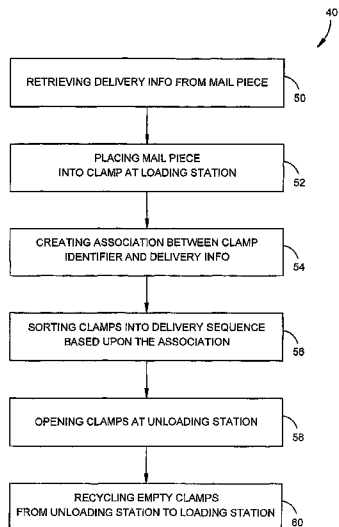 40
RETRIEVING DELIVERY INFO FROM MAIL PIECE
50
PLACING MAIL PIECE
INTO CLAMP AT LOADING STATION
52
CREATING ASSOCIATION BETWEEN CLAMP
IDENTIFIER AND DELIVERY INFO
54
SORTING CLAMPS INTO DELIVERY SEQUENCE
BASED UPON THE ASSOCIATION
56
OPENING CLAMPS AT UNLOADING STATION
58
RECYCLING EMPTY CLAMPS
FROM UNLOADING STATION TO LOADING STATION
60